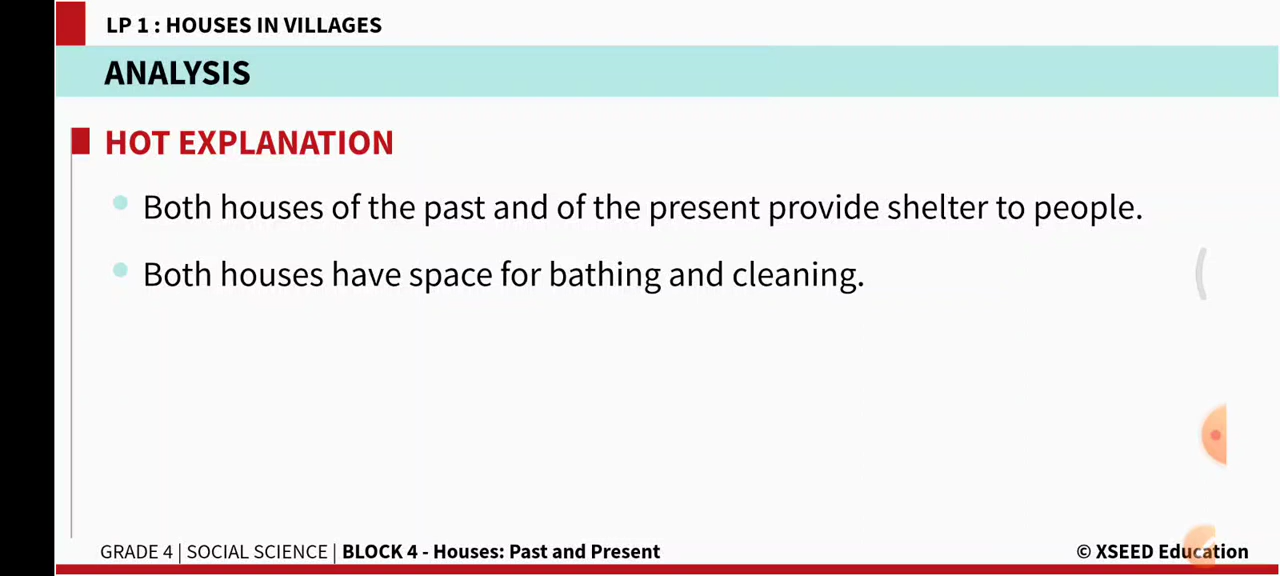 LP 1 : HOUSES IN VILLAGES
ANALYSIS
HOT EXPLANATION
Both houses of the past and of the present provide shelter to people.
Both houses have space for bathing and cleaning.
GRADE 4 | SOCIAL SCIENCE | BLOCK 4 - Houses: Past and Present
© XSEED Education